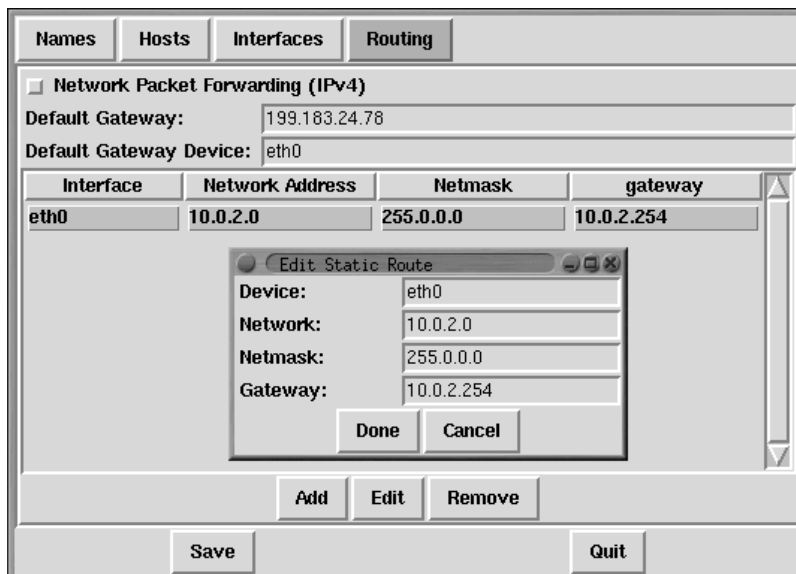 Names Hosts Interfaces Routing
Network Packet Forwarding (IPv4)
Default Gateway: 199.183.24.78
Default Gateway Device: eth0
Interface Network Address Netmask gateway
eth0 10.0.2.0 255.0.0.0 10.0.2.254
Edit Static Route
Device: eth0
Network: 10.0.2.0
Netmask: 255.0.0.0
Gateway: 10.0.2.254
Done Cancel
Add Edit Remove
Save Quit